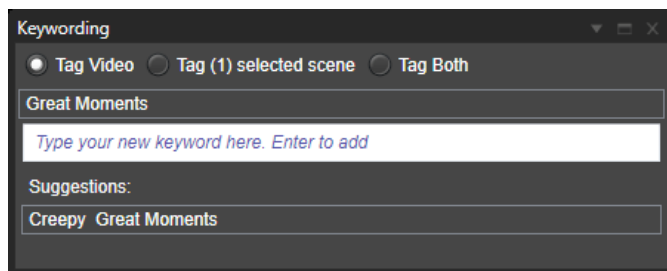 Keywording
Tag Video Tag (1) selected scene Tag Both
Great Moments
Type your new keyword here. Enter to add
Suggestions:
Creepy Great Moments